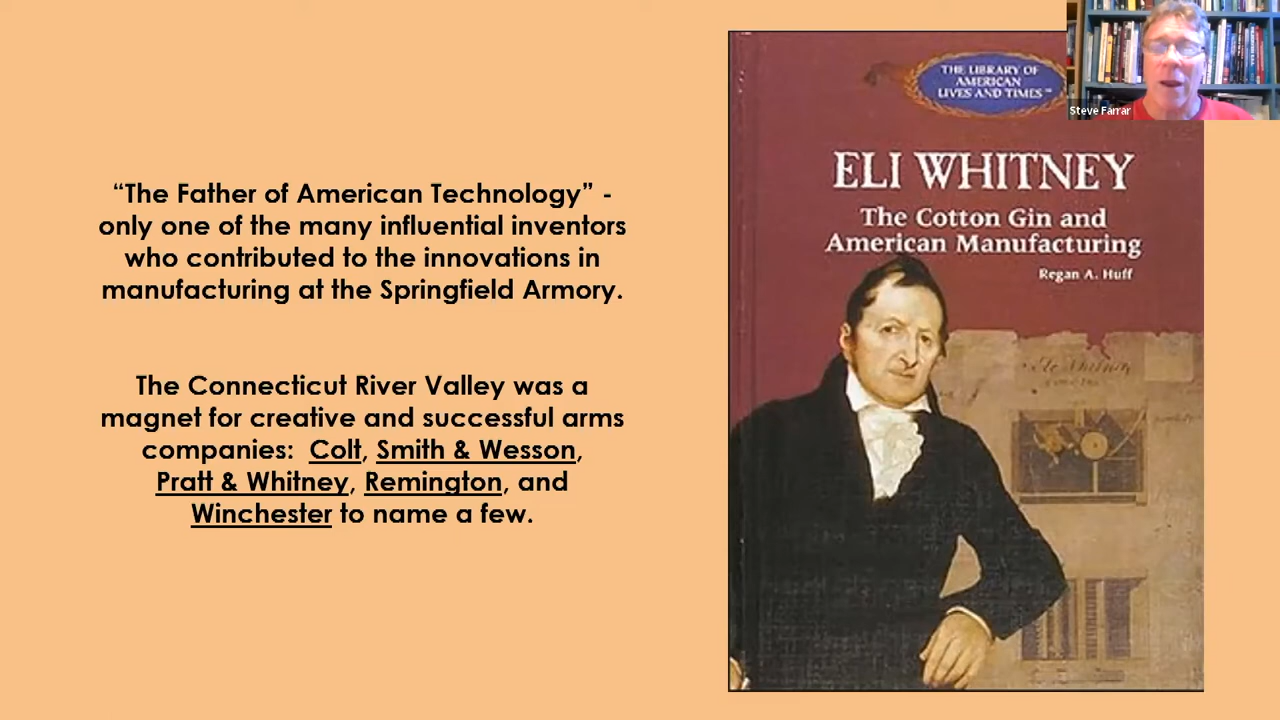 “The Father of American Technology” -
only one of the many influential inventors
who contributed to the innovations in
manufacturing at the Springfield Armory.
The Connecticut River Valley was a
magnet for creative and successful arms
companies:  Colt, Smith & Wesson,
Pratt & Whitney, Remington, and
Winchester to name a few.
THE LIBRARY OF
AMERICAN
LIVES AND TIMES™
ELI WHITNEY
The Cotton Gin and
American Manufacturing
Regan A. Huff
Eli Whitney
Steve Farrar